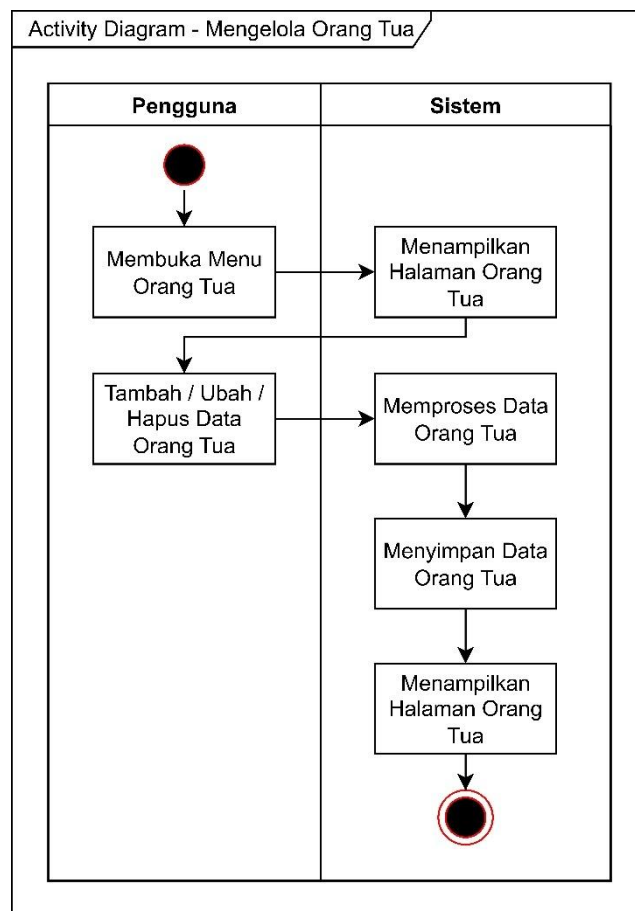 Activity Diagram - Mengelola Orang Tua
Pengguna
Sistem
Membuka Menu
Orang Tua
Menampilkan
Halaman Orang
Tua
Tambah / Ubah /
Hapus Data
Orang Tua
Memproses Data
Orang Tua
Menyimpan Data
Orang Tua
Menampilkan
Halaman Orang
Tua